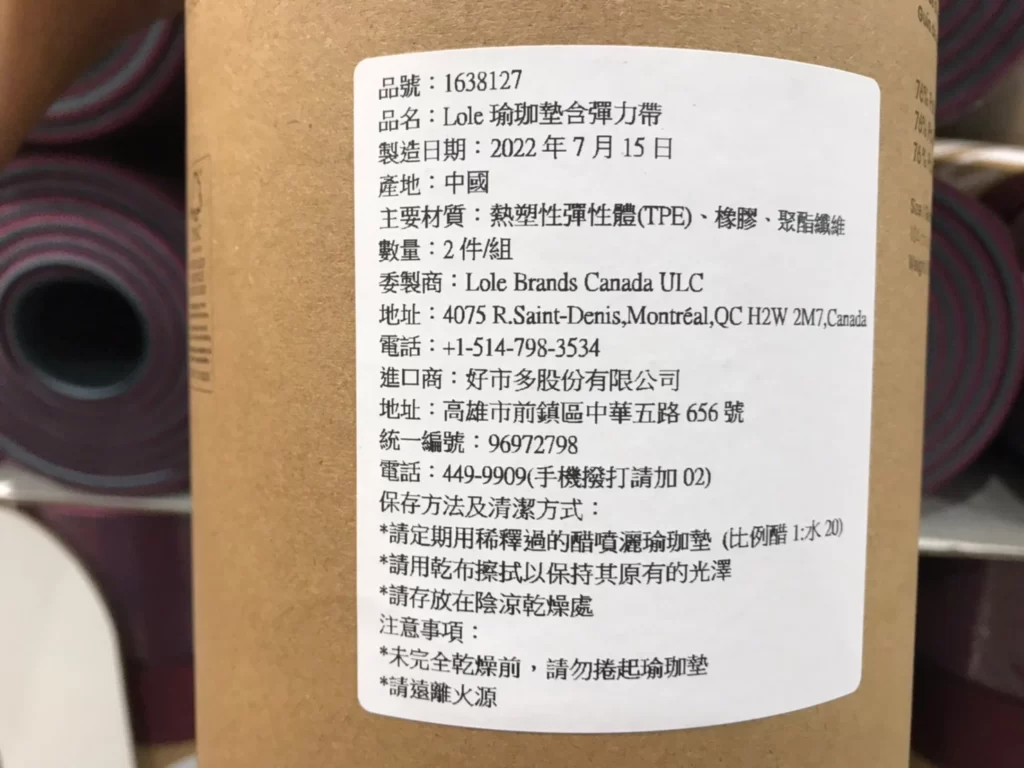 品號：1638127
品名：Lole 瑜珈墊含彈力帶
製造日期：2022 年 7 月 15 日
產地：中國
主要材質：熱塑性彈性體(TPE)、橡膠、聚酯纖維
數量：2 件/組
委製商：Lole Brands Canada ULC
地址：4075 R.Saint-Denis,Montréal,QC H2W 2M7,Canada
電話：+1-514-798-3534
進口商：好市多股份有限公司
地址：高雄市前鎮區中華五路 656 號
統一編號：96972798
電話：449-9909(手機撥打請加 02)
保存方法及清潔方式：
*請定期用稀釋過的醋噴灑瑜珈墊 (比例醋 1:水 20)
*請用乾布擦拭以保持其原有的光澤
*請存放在陰涼乾燥處
注意事項：
*未完全乾燥前，請勿捲起瑜珈墊
*請遠離火源